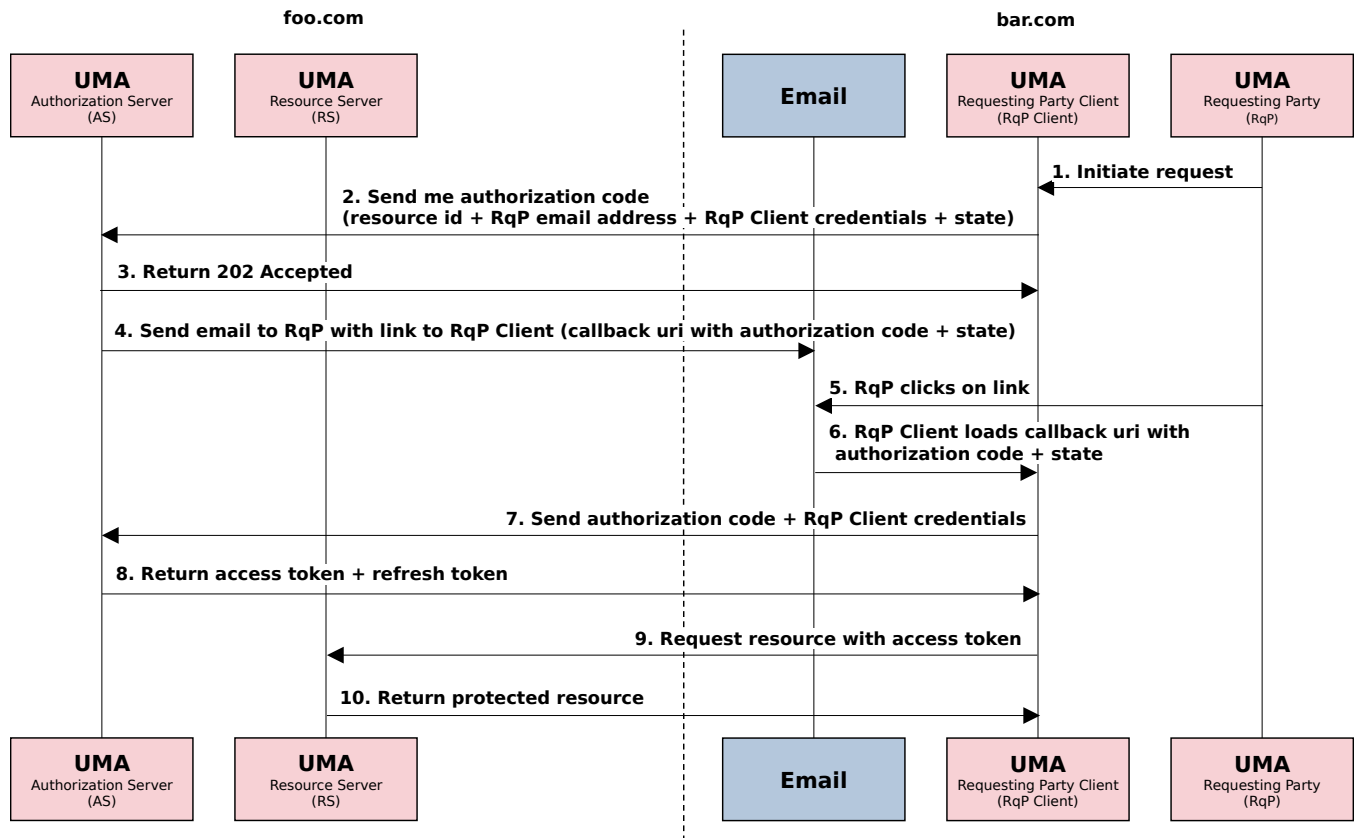 foo.com
bar.com
UMA
Authorization Server
(AS)
UMA
Resource Server
(RS)
Email
UMA
Requesting Party Client
(RqP Client)
UMA
Requesting Party
(RqP)
1. Initiate request
2. Send me authorization code
(resource id + RqP email address + RqP Client credentials + state)
3. Return 202 Accepted
4. Send email to RqP with link to RqP Client (callback uri with authorization code + state)
5. RqP clicks on link
6. RqP Client loads callback uri with
authorization code + state
7. Send authorization code + RqP Client credentials
8. Return access token + refresh token
9. Request resource with access token
10. Return protected resource
UMA
Authorization Server
(AS)
UMA
Resource Server
(RS)
Email
UMA
Requesting Party Client
(RqP Client)
UMA
Requesting Party
(RqP)